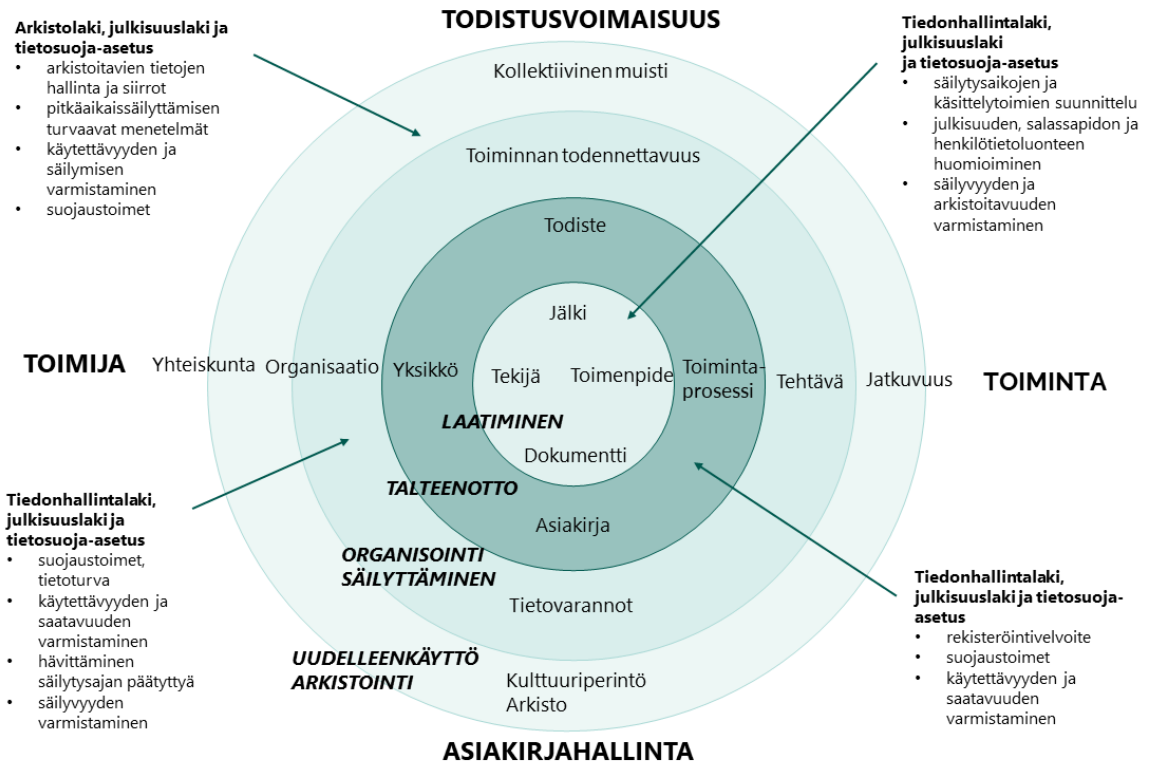 TODISTUSVOIMAISUUS
Arkistolaki, julkisuuslaki ja
tietosuoja-asetus
• arkistoitavien tietojen
hallinta ja siirrot
• pitkäaikaissäilyttämisen
turvaavat menetelmät
• käytettävyyden ja
säilymisen
varmistaminen
• suojaustoimet
Tiedonhallintalaki,
julkisuuslaki
ja tietosuoja-asetus
• säilytysaikojen ja
käsittelytoimien suunnittelu
• julkisuuden, salassapidon ja
henkilötietoluonteen
huomioiminen
• säilyvyyden ja
arkistoitavuuden
varmistaminen
Kollektiivinen muisti
Toiminnan todennettavuus
Todiste
Jälki
TOIMIJA
Yhteiskunta
Organisaatio
Yksikkö
Tekijä
Toimenpide
Toiminta-
prosessi
Tehtävä
Jatkuvuus
TOIMINTA
LAATIMINEN
Dokumentti
TALTEENOTTO
Asiakirja
ORGANISOINTI
SÄILYTTÄMINEN
Tietovarannot
UUDELLEENKÄYTTÖ
ARKISTOINTI
Kulttuuriperintö
Arkisto
Tiedonhallintalaki,
julkisuuslaki ja
tietosuoja-asetus
• suojaustoimet,
tietoturva
• käytettävyyden ja
saatavuuden
varmistaminen
• hävittäminen
säilytysajan päätyttyä
• säilyvyyden
varmistaminen
Tiedonhallintalaki,
julkisuuslaki ja tietosuoja-
asetus
• rekisteröintivelvoite
• suojaustoimet
• käytettävyyden ja
saatavuuden
varmistaminen
ASIAKIRJAHALLINTA